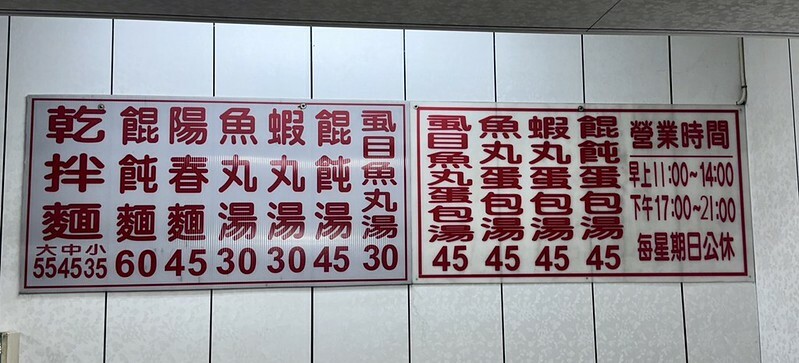 乾拌麵
大中小
55 45 35
餛飩麵
60
陽春麵
45
魚丸湯
30
蝦丸湯
30
餛飩湯
45
虱目魚丸湯
30
虱目魚丸蛋包湯
45
魚丸蛋包湯
45
蝦丸蛋包湯
45
餛飩蛋包湯
45
營業時間
早上11:00~14:00
下午17:00~21:00
每星期日公休